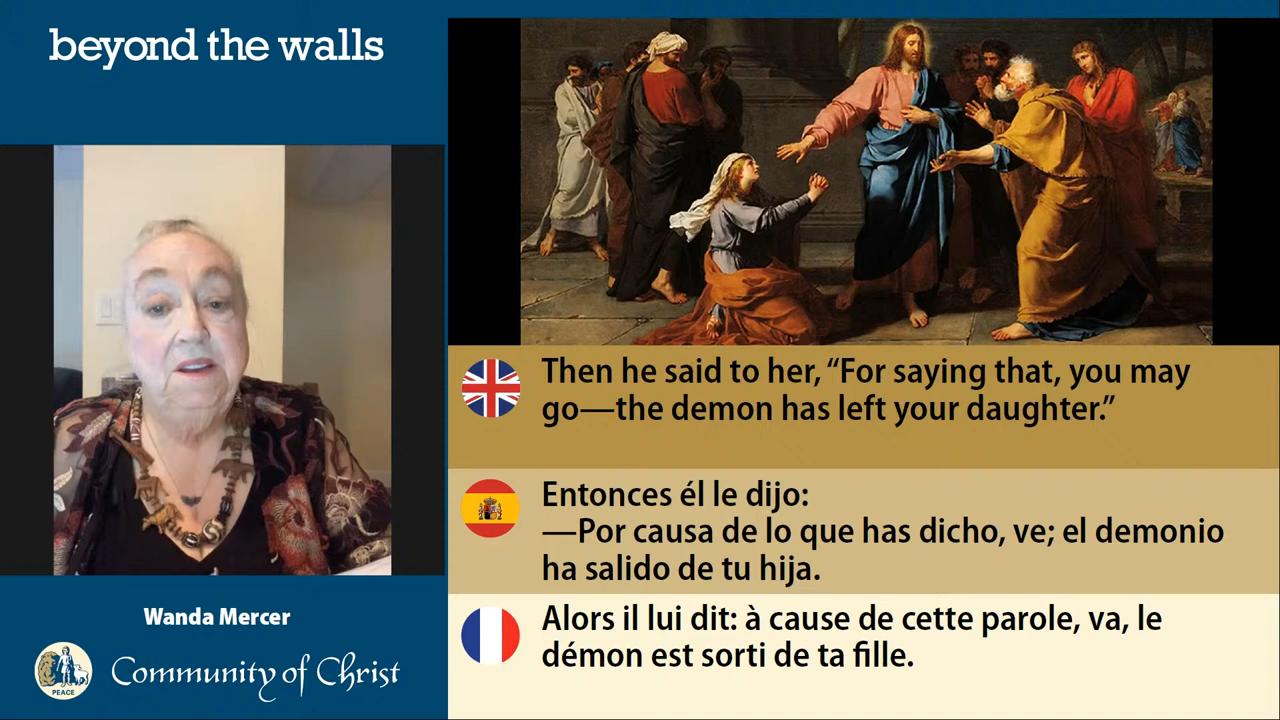 beyond the walls
Then he said to her, “For saying that, you may
go—the demon has left your daughter.”
Entonces él le dijo:
—Por causa de lo que has dicho, ve; el demonio
ha salido de tu hija.
Alors il lui dit: à cause de cette parole, va, le
démon est sorti de ta fille.
Wanda Mercer
PEACE
Community of Christ